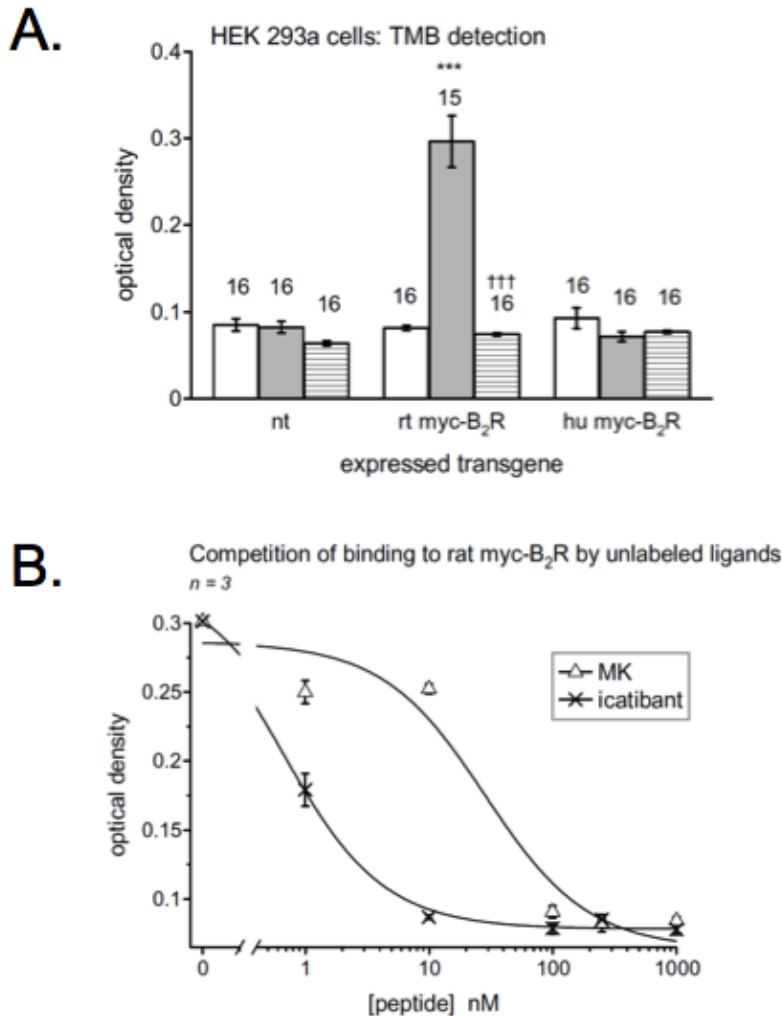 A.
HEK 293a cells: TMB detection
0.4
0.3
0.2
0.1
0
optical density
16 16 16
16 *** 15 ††† 16
16 16 16
nt rt myc-B₂R hu myc-B₂R
expressed transgene
B.
Competition of binding to rat myc-B₂R by unlabeled ligands
n = 3
0.3
0.25
0.2
0.15
0.1
optical density
MK
icatibant
0 1 10 100 1000
[peptide] nM